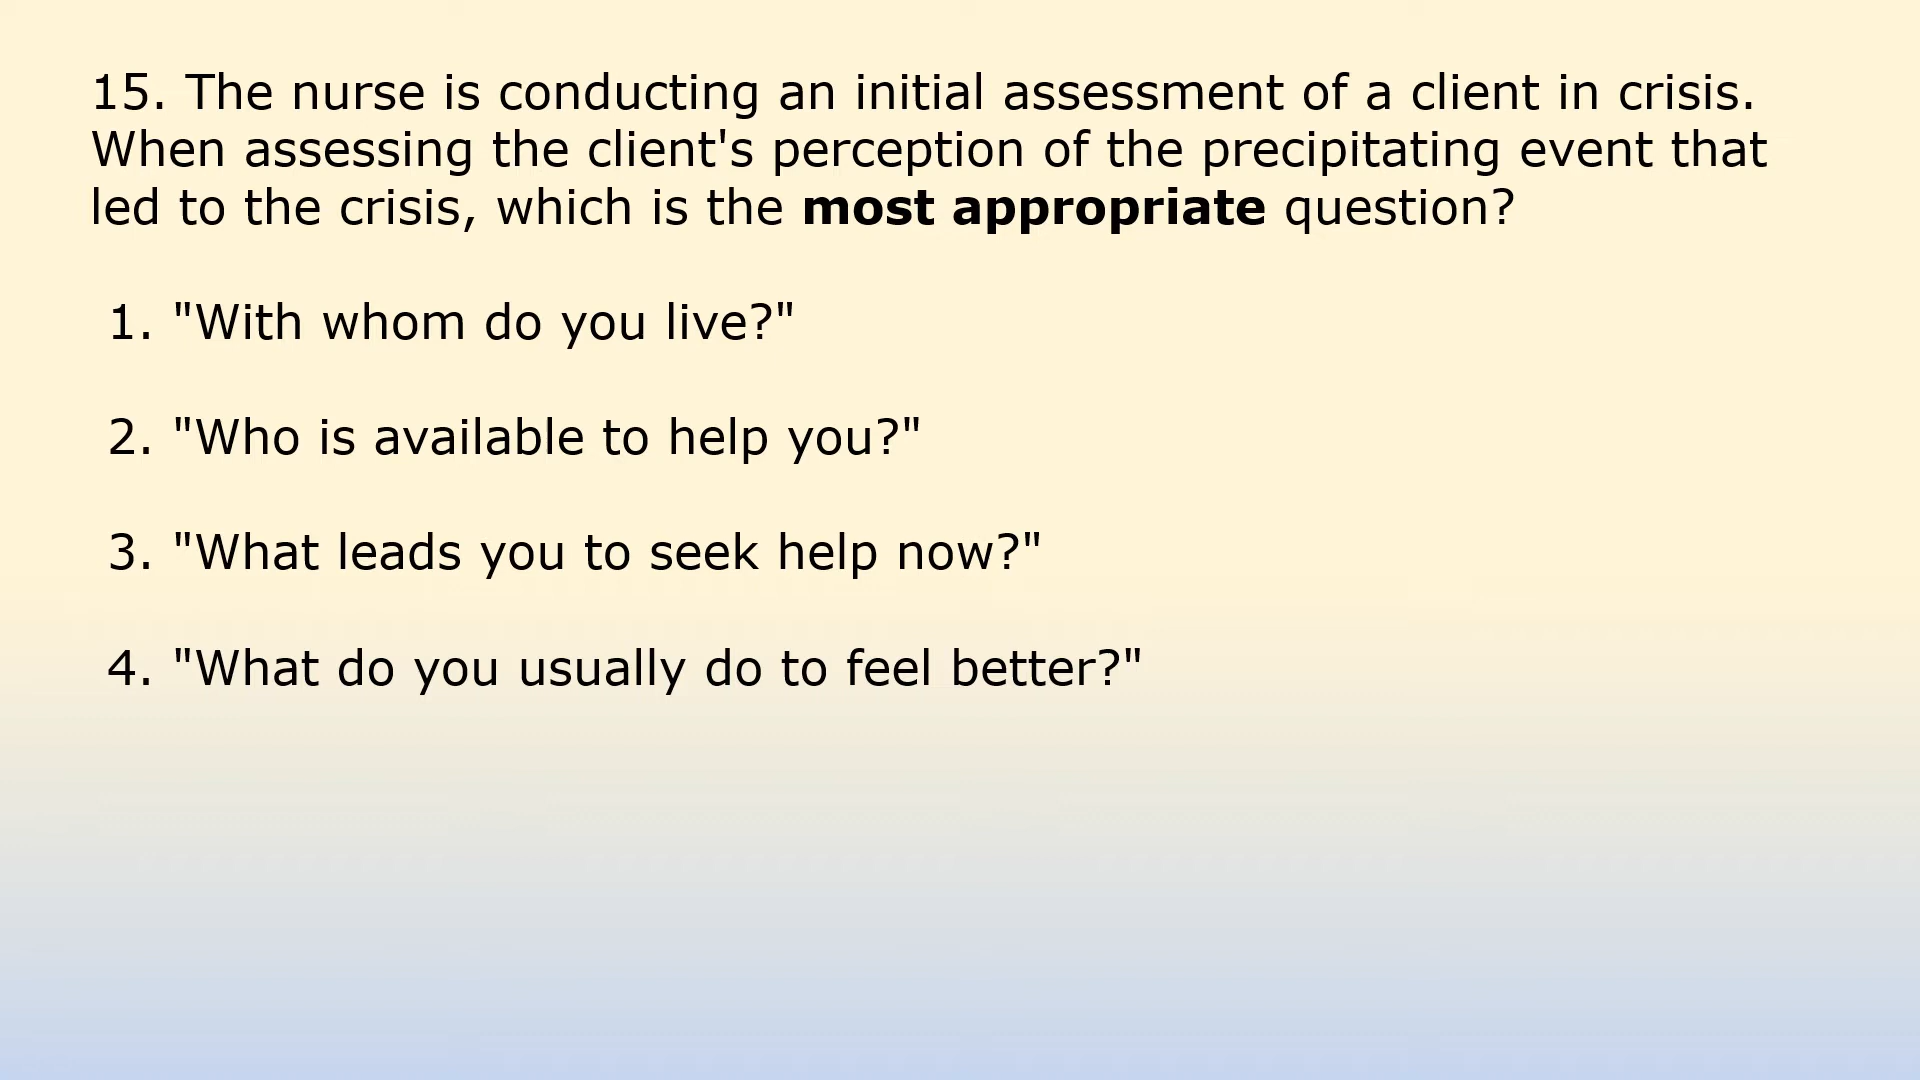 15. The nurse is conducting an initial assessment of a client in crisis.
When assessing the client's perception of the precipitating event that
led to the crisis, which is the most appropriate question?
1. "With whom do you live?"
2. "Who is available to help you?"
3. "What leads you to seek help now?"
4. "What do you usually do to feel better?"